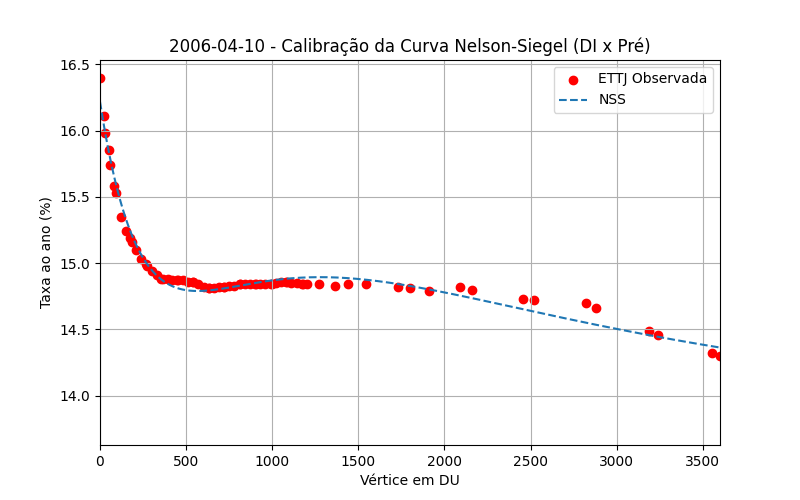 2006-04-10 - Calibração da Curva Nelson-Siegel (DI x Pré)
ETTJ Observada
NSS
Taxa ao ano (%)
16.5
16.0
15.5
15.0
14.5
14.0
0 500 1000 1500 2000 2500 3000 3500
Vértice em DU